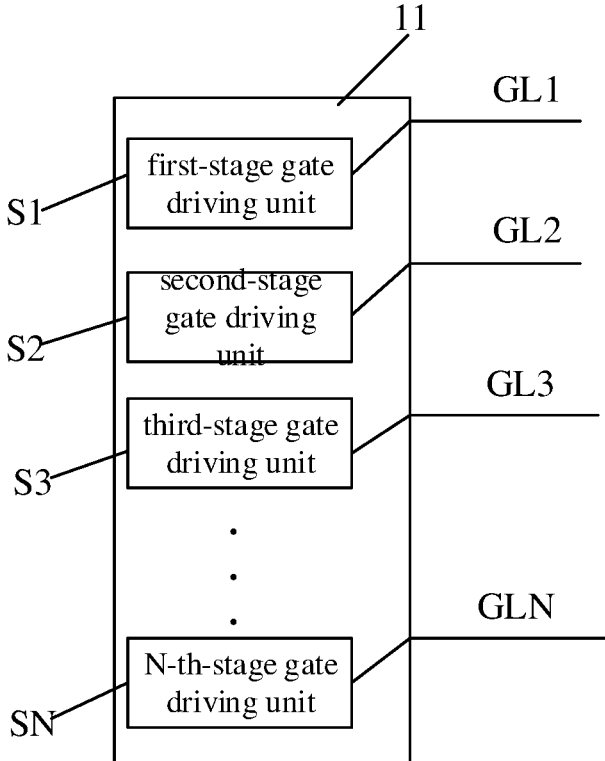 11
GL1
first-stage gate
driving unit
S1
GL2
second-stage
gate driving
unit
S2
GL3
third-stage gate
driving unit
S3
GLN
N-th-stage gate
driving unit
SN